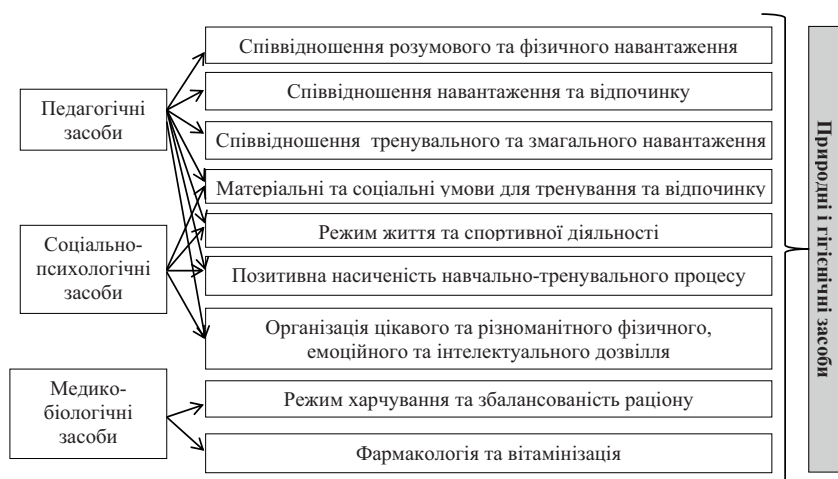 Педагогічні
засоби
Соціально-
психологічні
засоби
Медико-
біологічні
засоби
Співвідношення розумового та фізичного навантаження
Співвідношення навантаження та відпочинку
Співвідношення тренувального та змагального навантаження
Матеріальні та соціальні умови для тренування та відпочинку
Режим життя та спортивної діяльності
Позитивна насиченість навчально-тренувального процесу
Організація цікавого та різноманітного фізичного,
емоційного та інтелектуального дозвілля
Режим харчування та збалансованість раціону
Фармакологія та вітамінізація
Природні і гігієнічні засоби